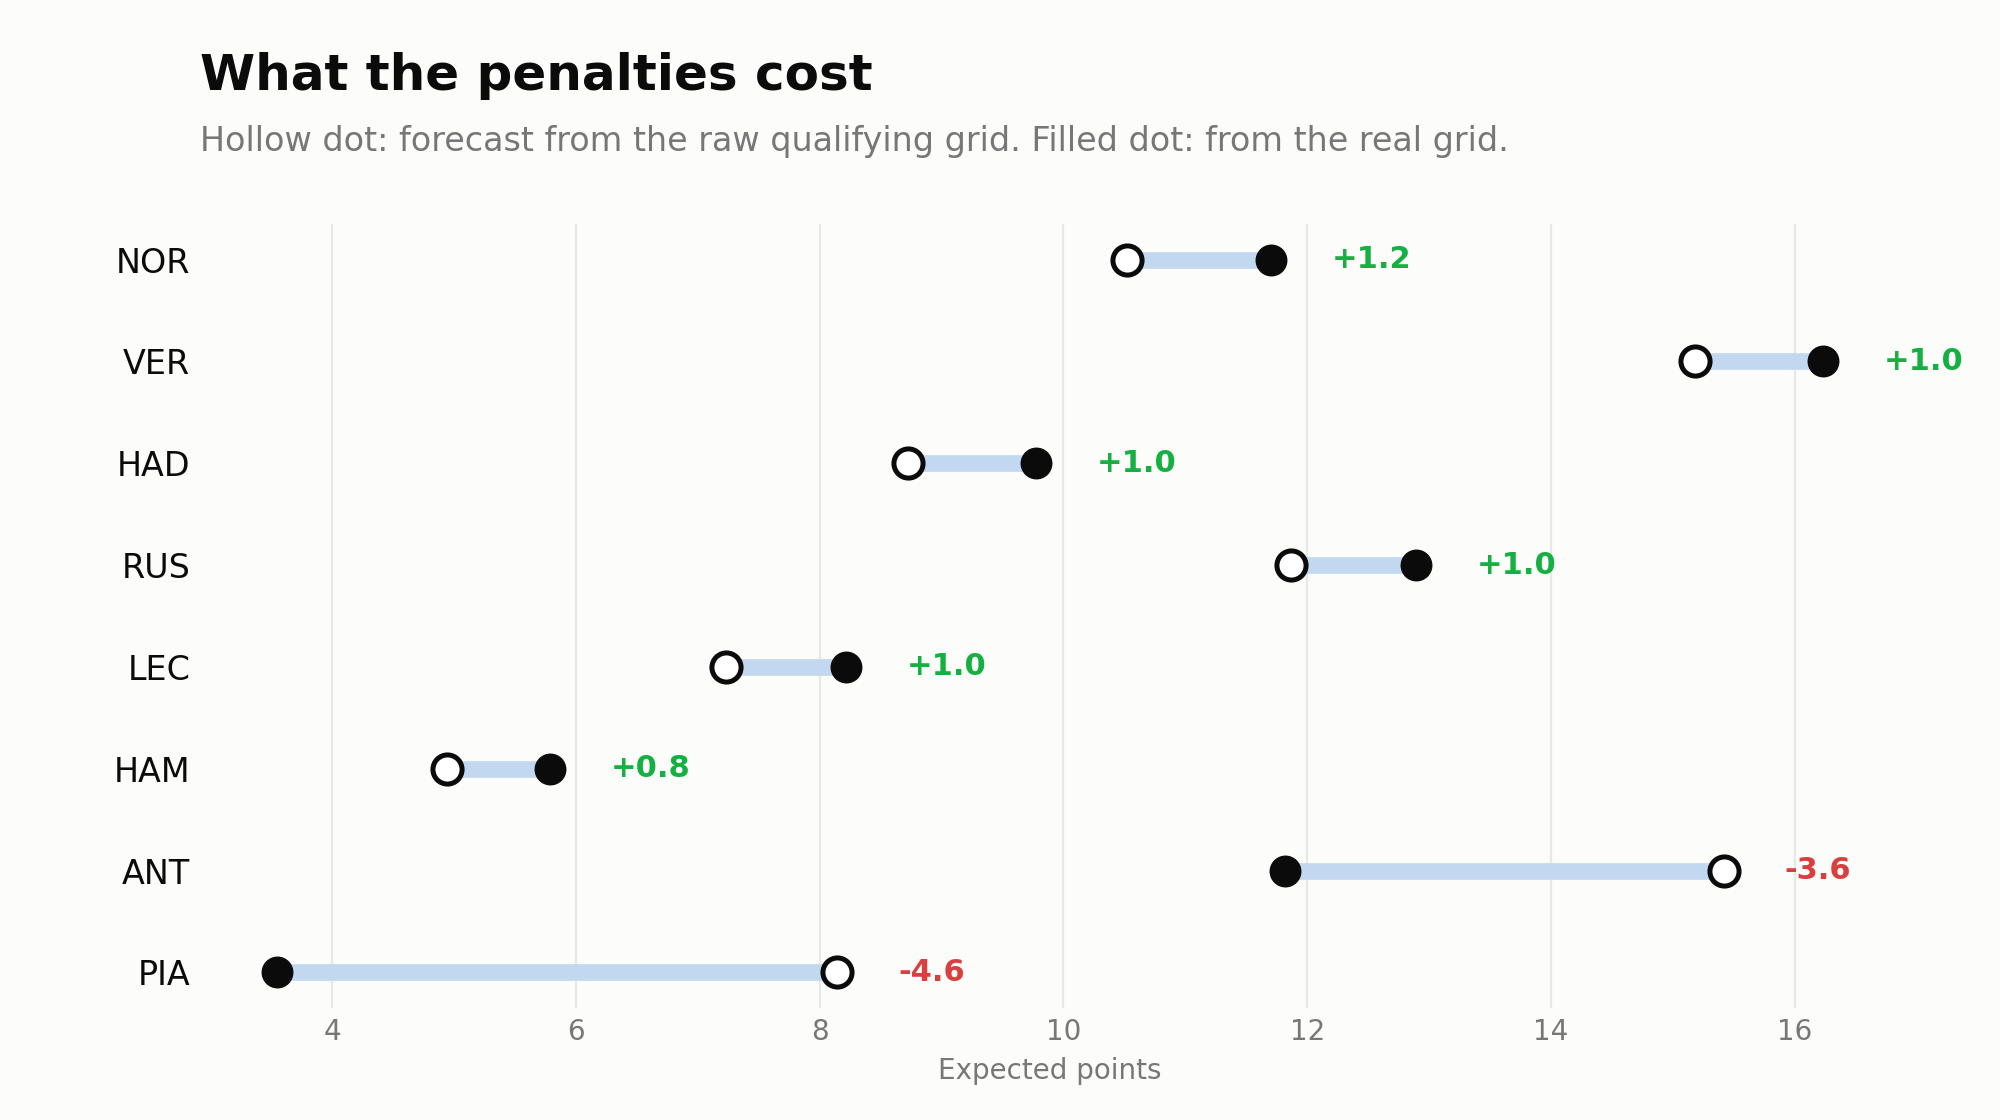 What the penalties cost
Hollow dot: forecast from the raw qualifying grid. Filled dot: from the real grid.
NOR +1.2
VER +1.0
HAD +1.0
RUS +1.0
LEC +1.0
HAM +0.8
ANT -3.6
PIA -4.6
4 6 8 10 12 14 16
Expected points